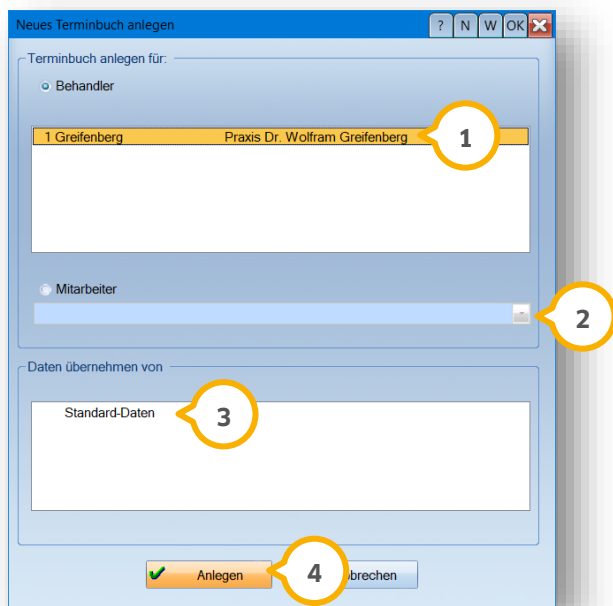 Neues Terminbuch anlegen ? N W OK
Terminbuch anlegen für:
Behandler
1 Greifenberg Praxis Dr. Wolfram Greifenberg 1
Mitarbeiter
2
Daten übernehmen von
Standard-Daten 3
Anlegen 4 brechen